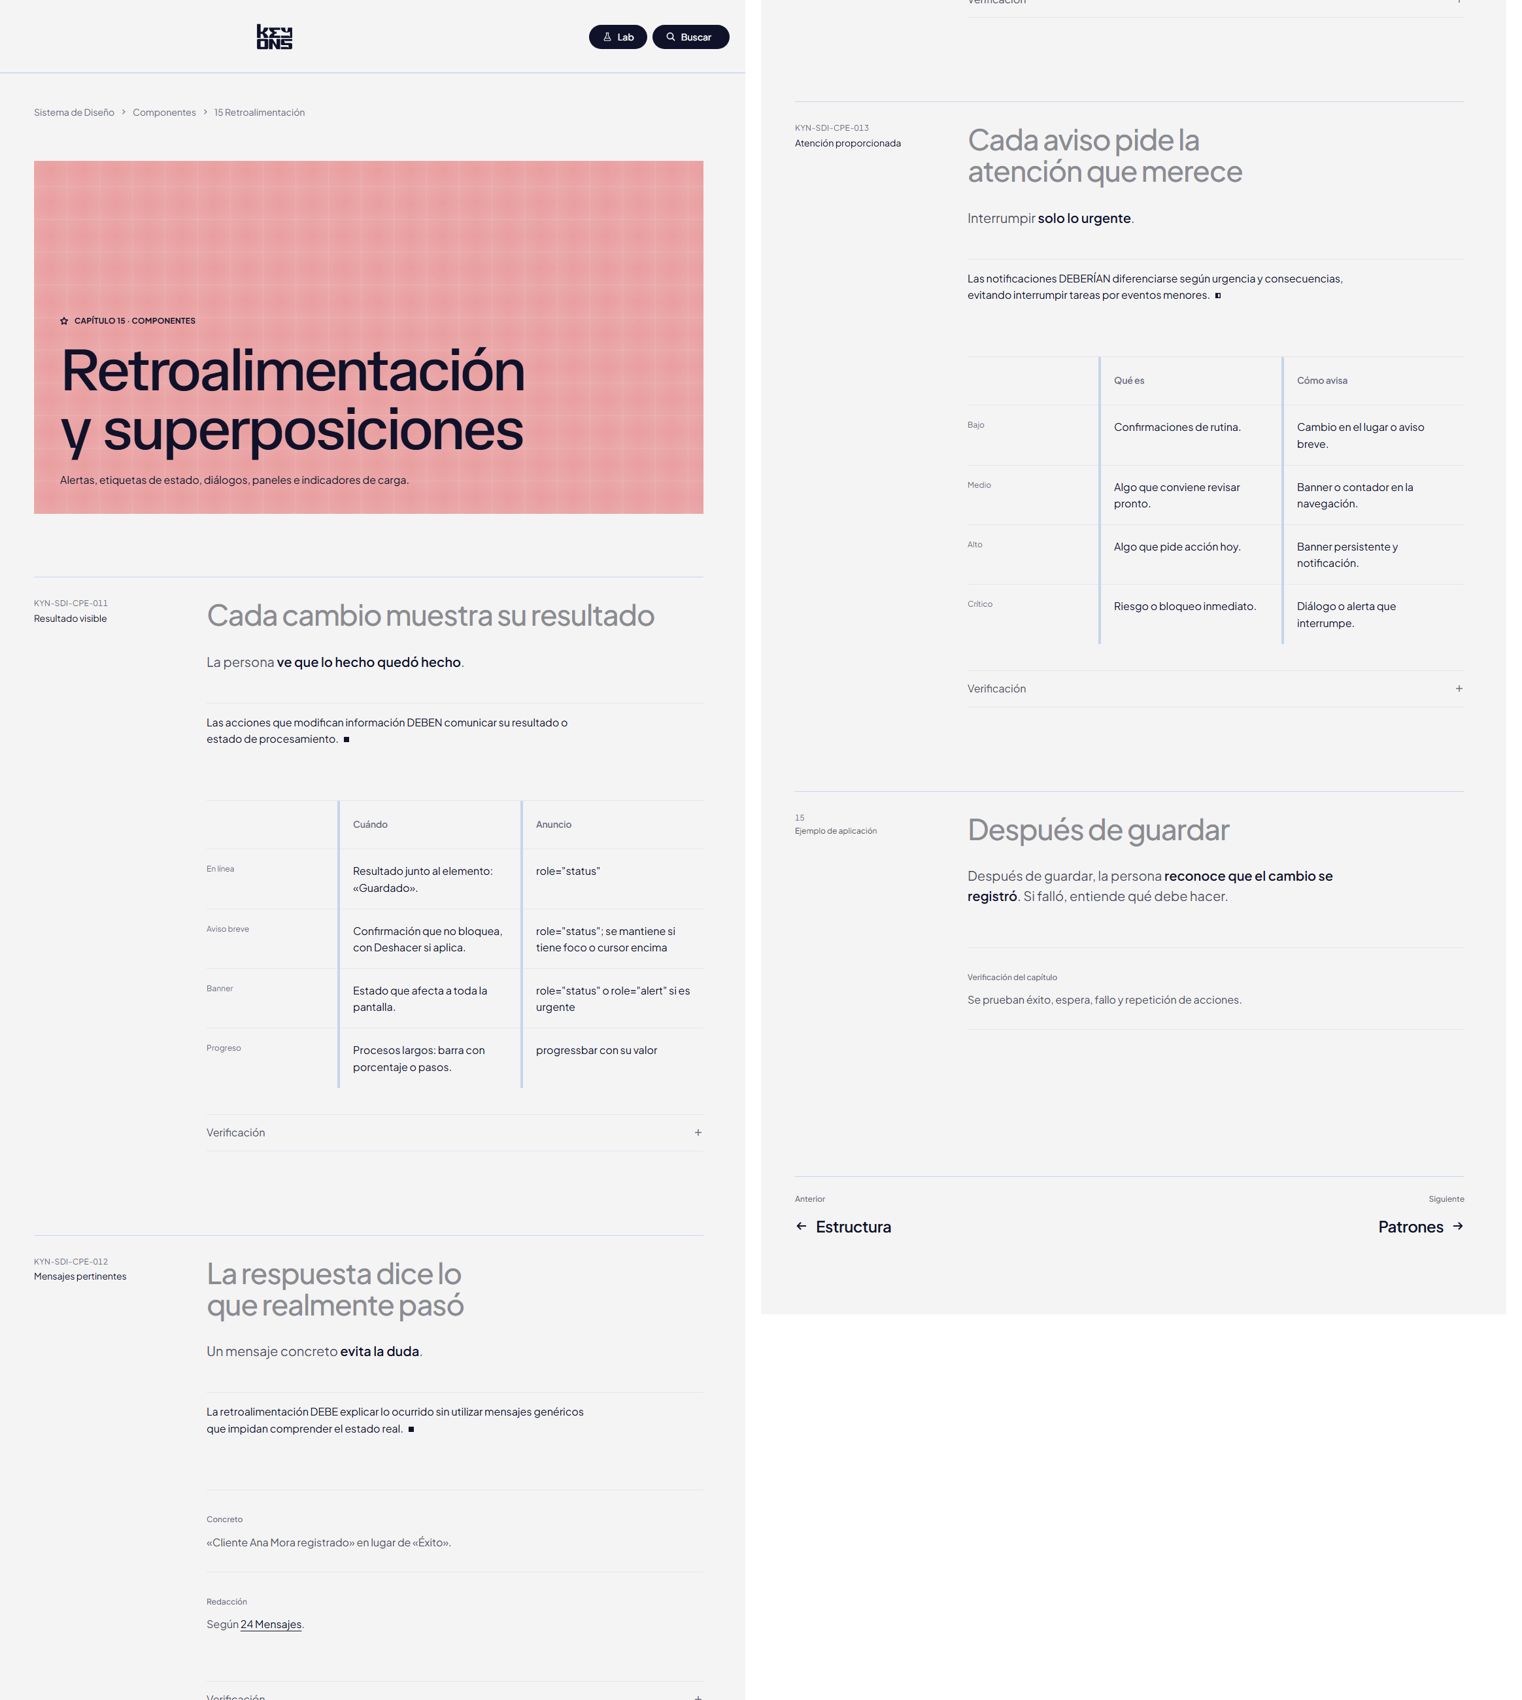 KEY
ONS
Lab
Buscar
Sistema de Diseño > Componentes > 15 Retroalimentación
CAPÍTULO 15 · COMPONENTES
Retroalimentación
y superposiciones
Alertas, etiquetas de estado, diálogos, paneles e indicadores de carga.
KYN-SDI-CPE-011
Resultado visible
Cada cambio muestra su resultado
La persona ve que lo hecho quedó hecho.
Las acciones que modifican información DEBEN comunicar su resultado o
estado de procesamiento.
Cuándo
Anuncio
En línea
Resultado junto al elemento:
«Guardado».
role="status"
Aviso breve
Confirmación que no bloquea,
con Deshacer si aplica.
role="status"; se mantiene si
tiene foco o cursor encima
Banner
Estado que afecta a toda la
pantalla.
role="status" o role="alert" si es
urgente
Progreso
Procesos largos: barra con
porcentaje o pasos.
progressbar con su valor
Verificación +
KYN-SDI-CPE-012
Mensajes pertinentes
La respuesta dice lo
que realmente pasó
Un mensaje concreto evita la duda.
La retroalimentación DEBE explicar lo ocurrido sin utilizar mensajes genéricos
que impidan comprender el estado real.
Concreto
«Cliente Ana Mora registrado» en lugar de «Éxito».
Redacción
Según 24 Mensajes.
Verificación +
Verificación +
KYN-SDI-CPE-013
Atención proporcionada
Cada aviso pide la
atención que merece
Interrumpir solo lo urgente.
Las notificaciones DEBERÍAN diferenciarse según urgencia y consecuencias,
evitando interrumpir tareas por eventos menores.
Qué es
Cómo avisa
Bajo
Confirmaciones de rutina.
Cambio en el lugar o aviso
breve.
Medio
Algo que conviene revisar
pronto.
Banner o contador en la
navegación.
Alto
Algo que pide acción hoy.
Banner persistente y
notificación.
Crítico
Riesgo o bloqueo inmediato.
Diálogo o alerta que
interrumpe.
Verificación +
15
Ejemplo de aplicación
Después de guardar
Después de guardar, la persona reconoce que el cambio se
registró. Si falló, entiende qué debe hacer.
Verificación del capítulo
Se prueban éxito, espera, fallo y repetición de acciones.
Anterior
← Estructura
Siguiente
Patrones →